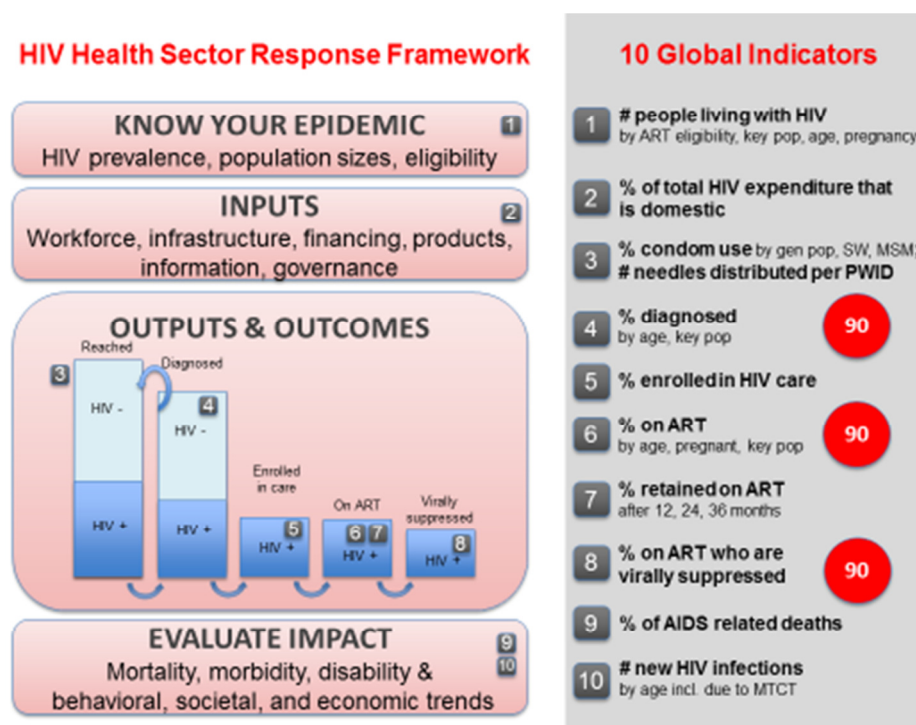 HIV Health Sector Response Framework
KNOW YOUR EPIDEMIC 1
HIV prevalence, population sizes, eligibility
INPUTS 2
Workforce, infrastructure, financing, products,
information, governance
OUTPUTS & OUTCOMES
Reached
3
HIV -
HIV +
Diagnosed
4
HIV -
HIV +
Enrolled
in care
5
HIV +
On ART
6 7
HIV +
Virally
suppressed
8
HIV +
EVALUATE IMPACT 9
10
Mortality, morbidity, disability &
behavioral, societal, and economic trends
10 Global Indicators
1 # people living with HIV
by ART eligibility, key pop, age, pregnancy
2 % of total HIV expenditure that
is domestic
3 % condom use by gen pop, SW, MSM;
# needles distributed per PWID
4 % diagnosed 90
by age, key pop
5 % enrolled in HIV care
6 % on ART 90
by age, pregnant, key pop
7 % retained on ART
after 12, 24, 36 months
8 % on ART who are 90
virally suppressed
9 % of AIDS related deaths
10 # new HIV infections
by age incl. due to MTCT